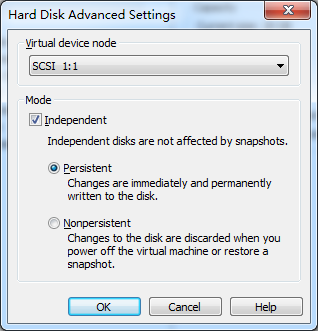 Hard Disk Advanced Settings
Virtual device node
SCSI 1:1
Mode
Independent
Independent disks are not affected by snapshots.
Persistent
Changes are immediately and permanently
written to the disk.
Nonpersistent
Changes to the disk are discarded when you
power off the virtual machine or restore a
snapshot.
OK Cancel Help